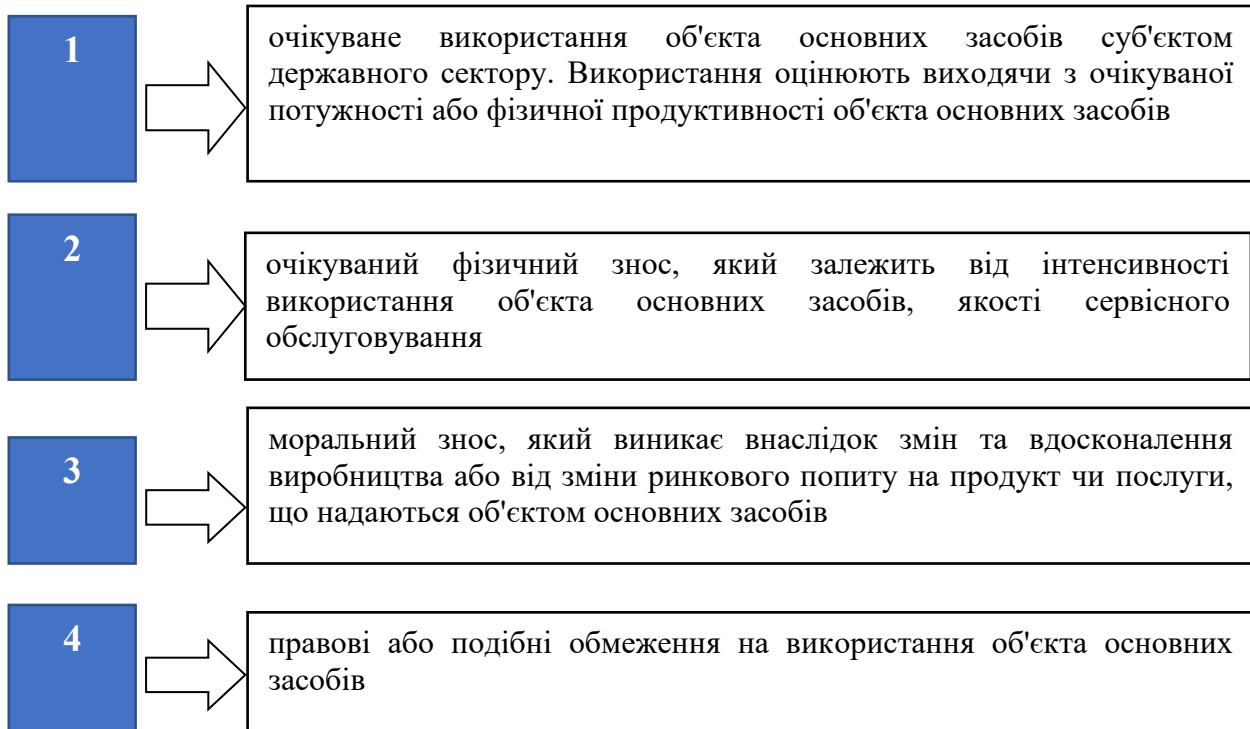 1
очікуване використання об'єкта основних засобів суб'єктом
державного сектору. Використання оцінюють виходячи з очікуваної
потужності або фізичної продуктивності об'єкта основних засобів
2
очікуваний фізичний знос, який залежить від інтенсивності
використання об'єкта основних засобів, якості сервісного
обслуговування
3
моральний знос, який виникає внаслідок змін та вдосконалення
виробництва або від зміни ринкового попиту на продукт чи послуги,
що надаються об'єктом основних засобів
4
правові або подібні обмеження на використання об'єкта основних
засобів